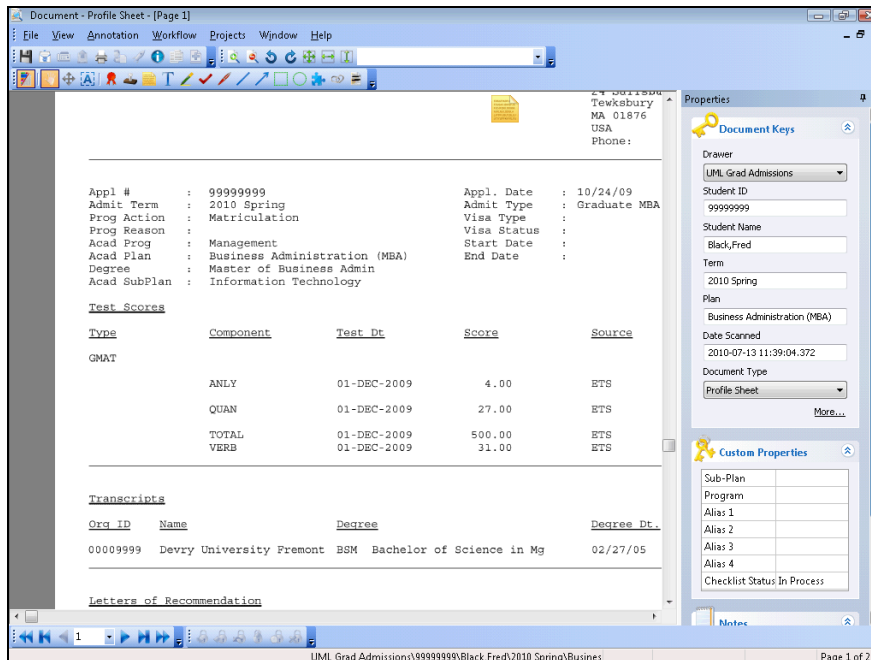 Document - Profile Sheet - [Page 1]
File View Annotation Workflow Projects Window Help
Tewksbury
MA 01876
USA
Phone:
Appl # : 99999999 Appl. Date : 10/24/09
Admit Term : 2010 Spring Admit Type : Graduate MBA
Prog Action : Matriculation Visa Type :
Prog Reason : Visa Status :
Acad Prog : Management Start Date :
Acad Plan : Business Administration (MBA) End Date :
Degree : Master of Business Admin
Acad SubPlan : Information Technology
Test Scores
Type Component Test Dt Score Source
GMAT
ANLY 01-DEC-2009 4.00 ETS
QUAN 01-DEC-2009 27.00 ETS
TOTAL 01-DEC-2009 500.00 ETS
VERB 01-DEC-2009 31.00 ETS
Transcripts
Org ID Name Degree Degree Dt.
00009999 Devry University Fremont BSM Bachelor of Science in Mg 02/27/05
Letters of Recommendation
Properties
Document Keys
Drawer
UML Grad Admissions
Student ID
99999999
Student Name
Black,Fred
Term
2010 Spring
Plan
Business Administration (MBA)
Date Scanned
2010-07-13 11:39:04.372
Document Type
Profile Sheet
More...
Custom Properties
Sub-Plan
Program
Alias 1
Alias 2
Alias 3
Alias 4
Checklist Status In Process
Notes
1
UML Grad Admissions\99999999\Black,Fred\2010 Spring\Busines
Page 1 of 2